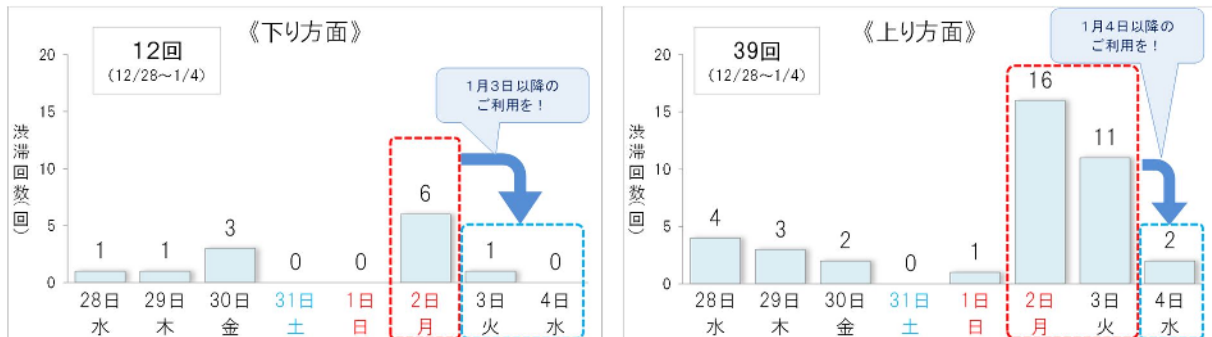 《下り方面》
12回
(12/28～1/4)
1月3日以降の
ご利用を！
渋滞回数(回)
20
15
10
5
0
1
1
3
0
0
6
1
0
28日
29日
30日
31日
1日
2日
3日
4日
水
木
金
土
日
月
火
水
《上り方面》
39回
(12/28～1/4)
1月4日以降の
ご利用を！
渋滞回数(回)
20
15
10
5
0
4
3
2
0
1
16
11
2
28日
29日
30日
31日
1日
2日
3日
4日
水
木
金
土
日
月
火
水